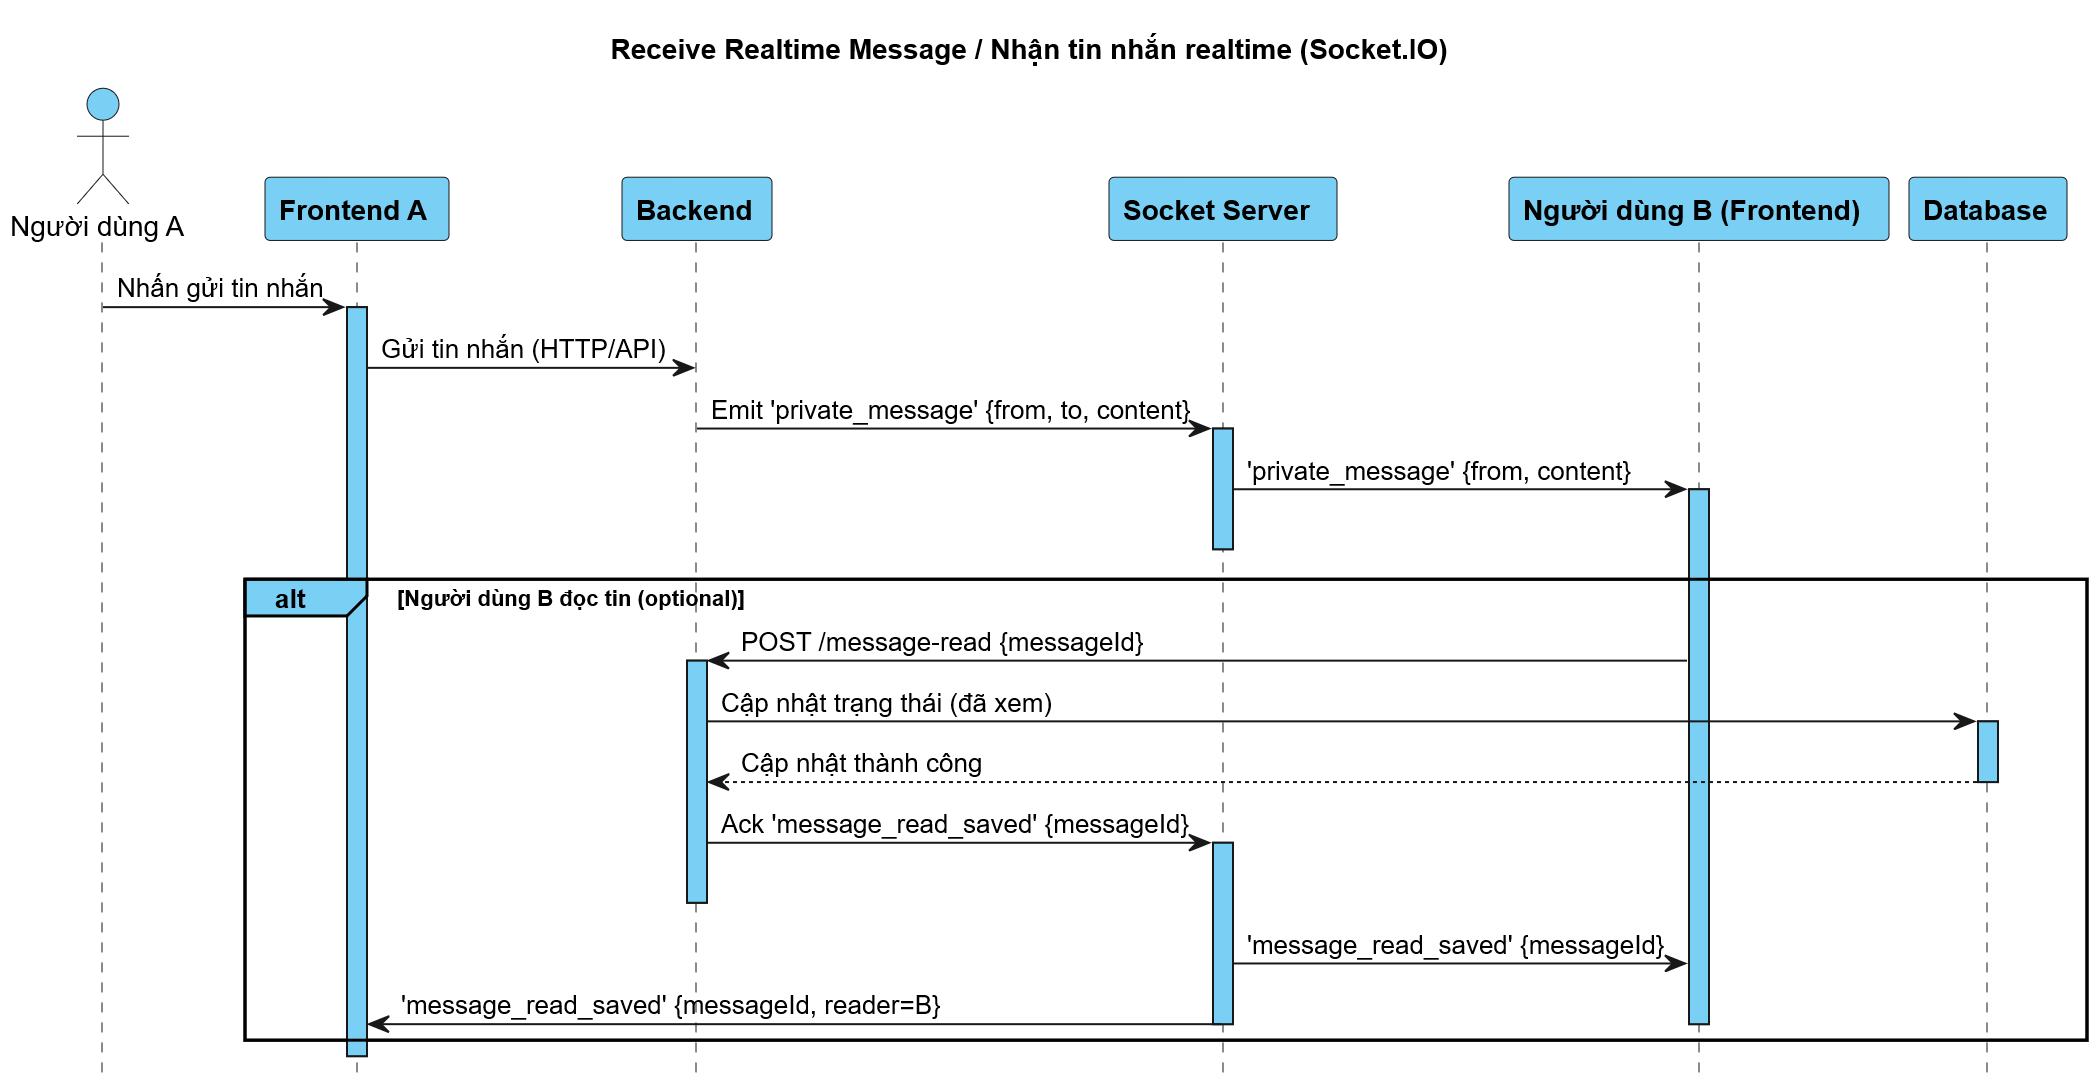 Receive Realtime Message / Nhận tin nhắn realtime (Socket.IO)
Người dùng A
Frontend A
Backend
Socket Server
Người dùng B (Frontend)
Database
Nhấn gửi tin nhắn
Gửi tin nhắn (HTTP/API)
Emit 'private_message' {from, to, content}
'private_message' {from, content}
alt
[Người dùng B đọc tin (optional)]
POST /message-read {messageId}
Cập nhật trạng thái (đã xem)
Cập nhật thành công
Ack 'message_read_saved' {messageId}
'message_read_saved' {messageId}
'message_read_saved' {messageId, reader=B}